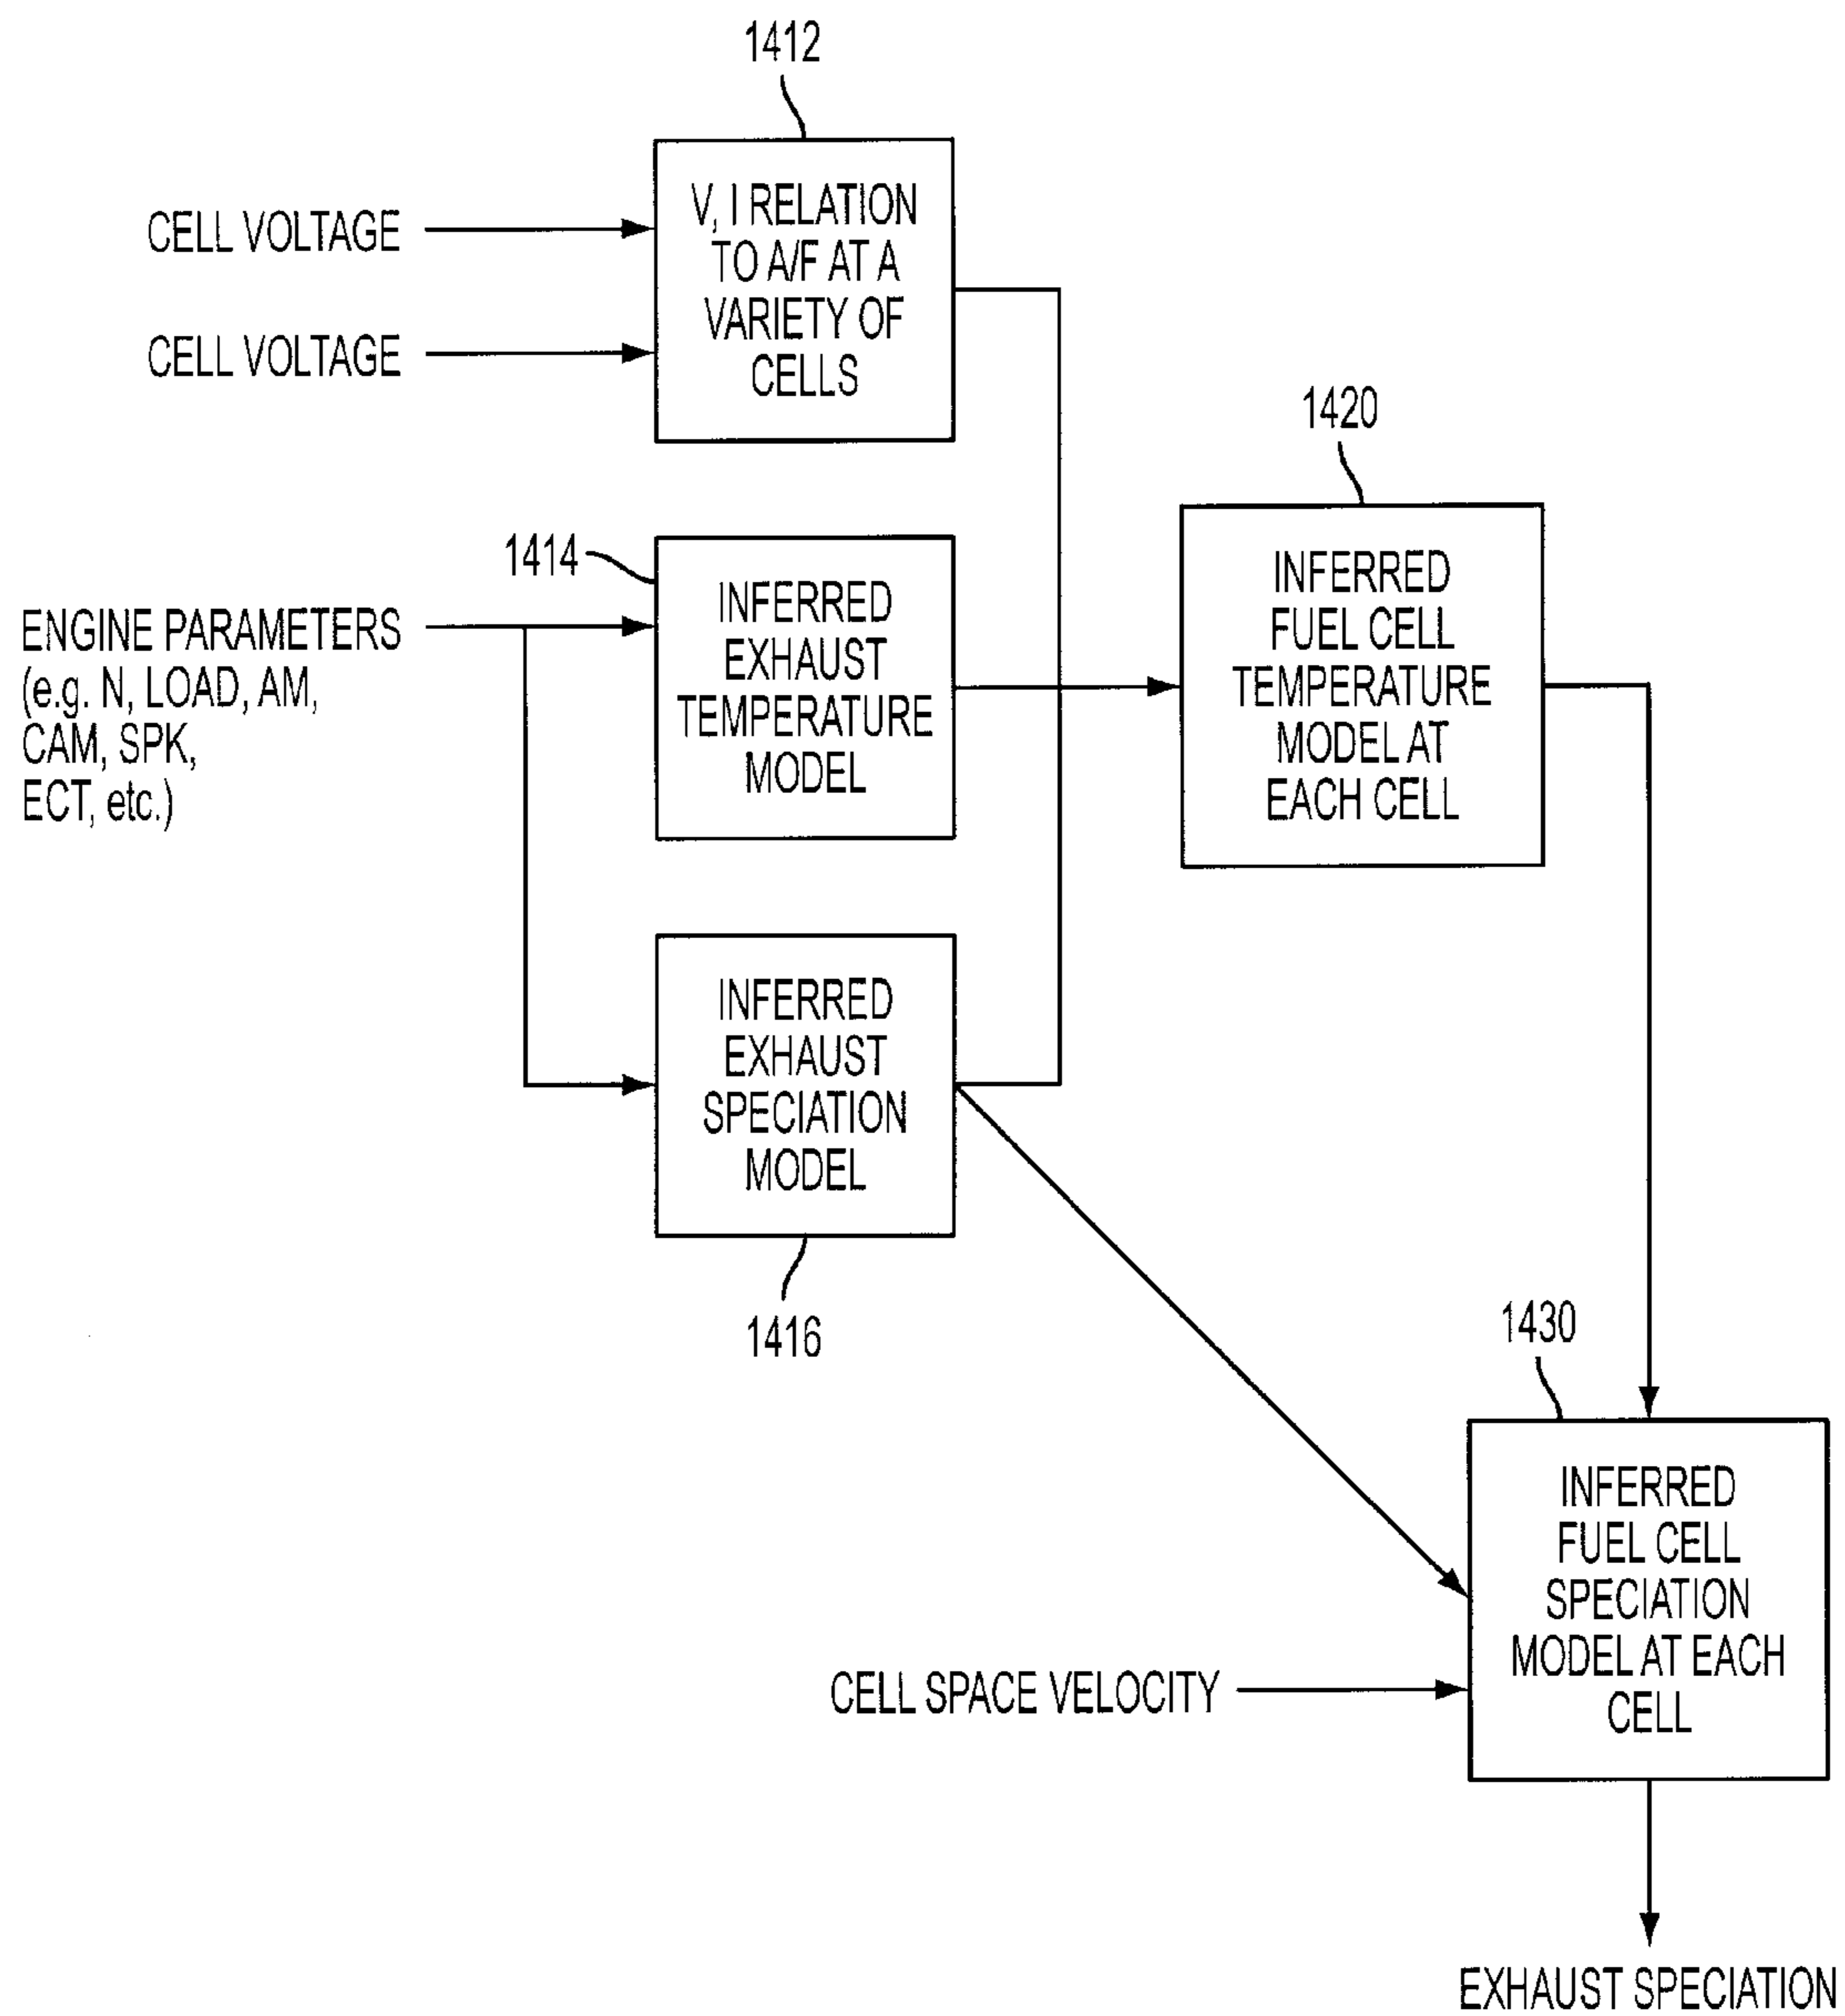 1412
V, I RELATION
TO A/F AT A
VARIETY OF
CELLS
CELL VOLTAGE
CELL VOLTAGE
1420
INFERRED
FUEL CELL
TEMPERATURE
MODEL AT
EACH CELL
1414
INFERRED
EXHAUST
TEMPERATURE
MODEL
ENGINE PARAMETERS
(e.g. N, LOAD, AM,
CAM, SPK,
ECT, etc.)
INFERRED
EXHAUST
SPECIATION
MODEL
1416
1430
INFERRED
FUEL CELL
SPECIATION
MODEL AT EACH
CELL
CELL SPACE VELOCITY
EXHAUST SPECIATION